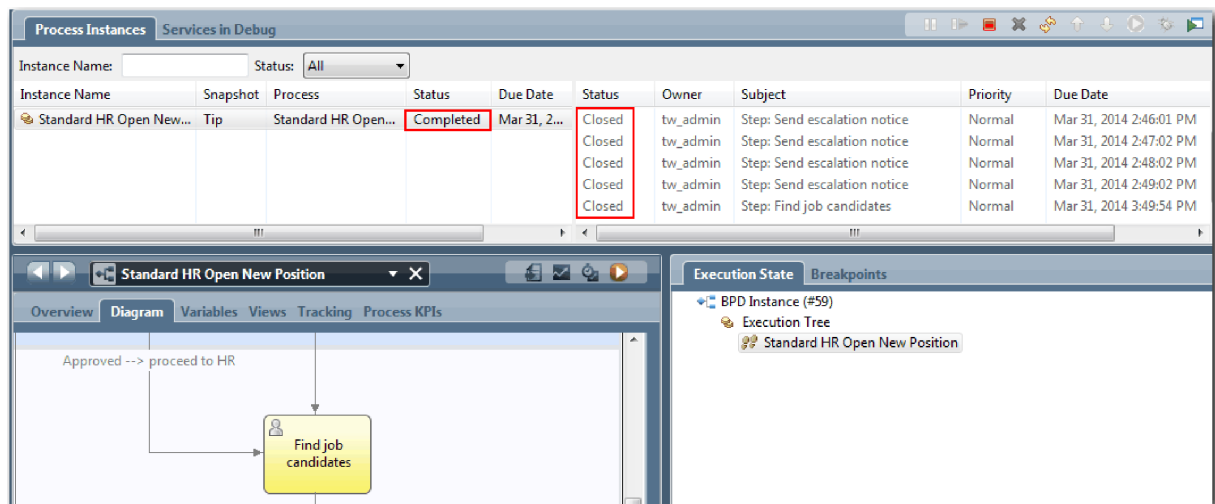 Process Instances Services in Debug
Instance Name: Status: All
Instance Name Snapshot Process Status Due Date Status Owner Subject Priority Due Date
Standard HR Open New... Tip Standard HR Open... Completed Mar 31, 2... Closed tw_admin Step: Send escalation notice Normal Mar 31, 2014 2:46:01 PM
Closed tw_admin Step: Send escalation notice Normal Mar 31, 2014 2:47:02 PM
Closed tw_admin Step: Send escalation notice Normal Mar 31, 2014 2:48:02 PM
Closed tw_admin Step: Send escalation notice Normal Mar 31, 2014 2:49:02 PM
Closed tw_admin Step: Find job candidates Normal Mar 31, 2014 3:49:54 PM
Standard HR Open New Position
Overview Diagram Variables Views Tracking Process KPIs
Approved --> proceed to HR
Find job
candidates
Execution State Breakpoints
BPD Instance (#59)
Execution Tree
Standard HR Open New Position